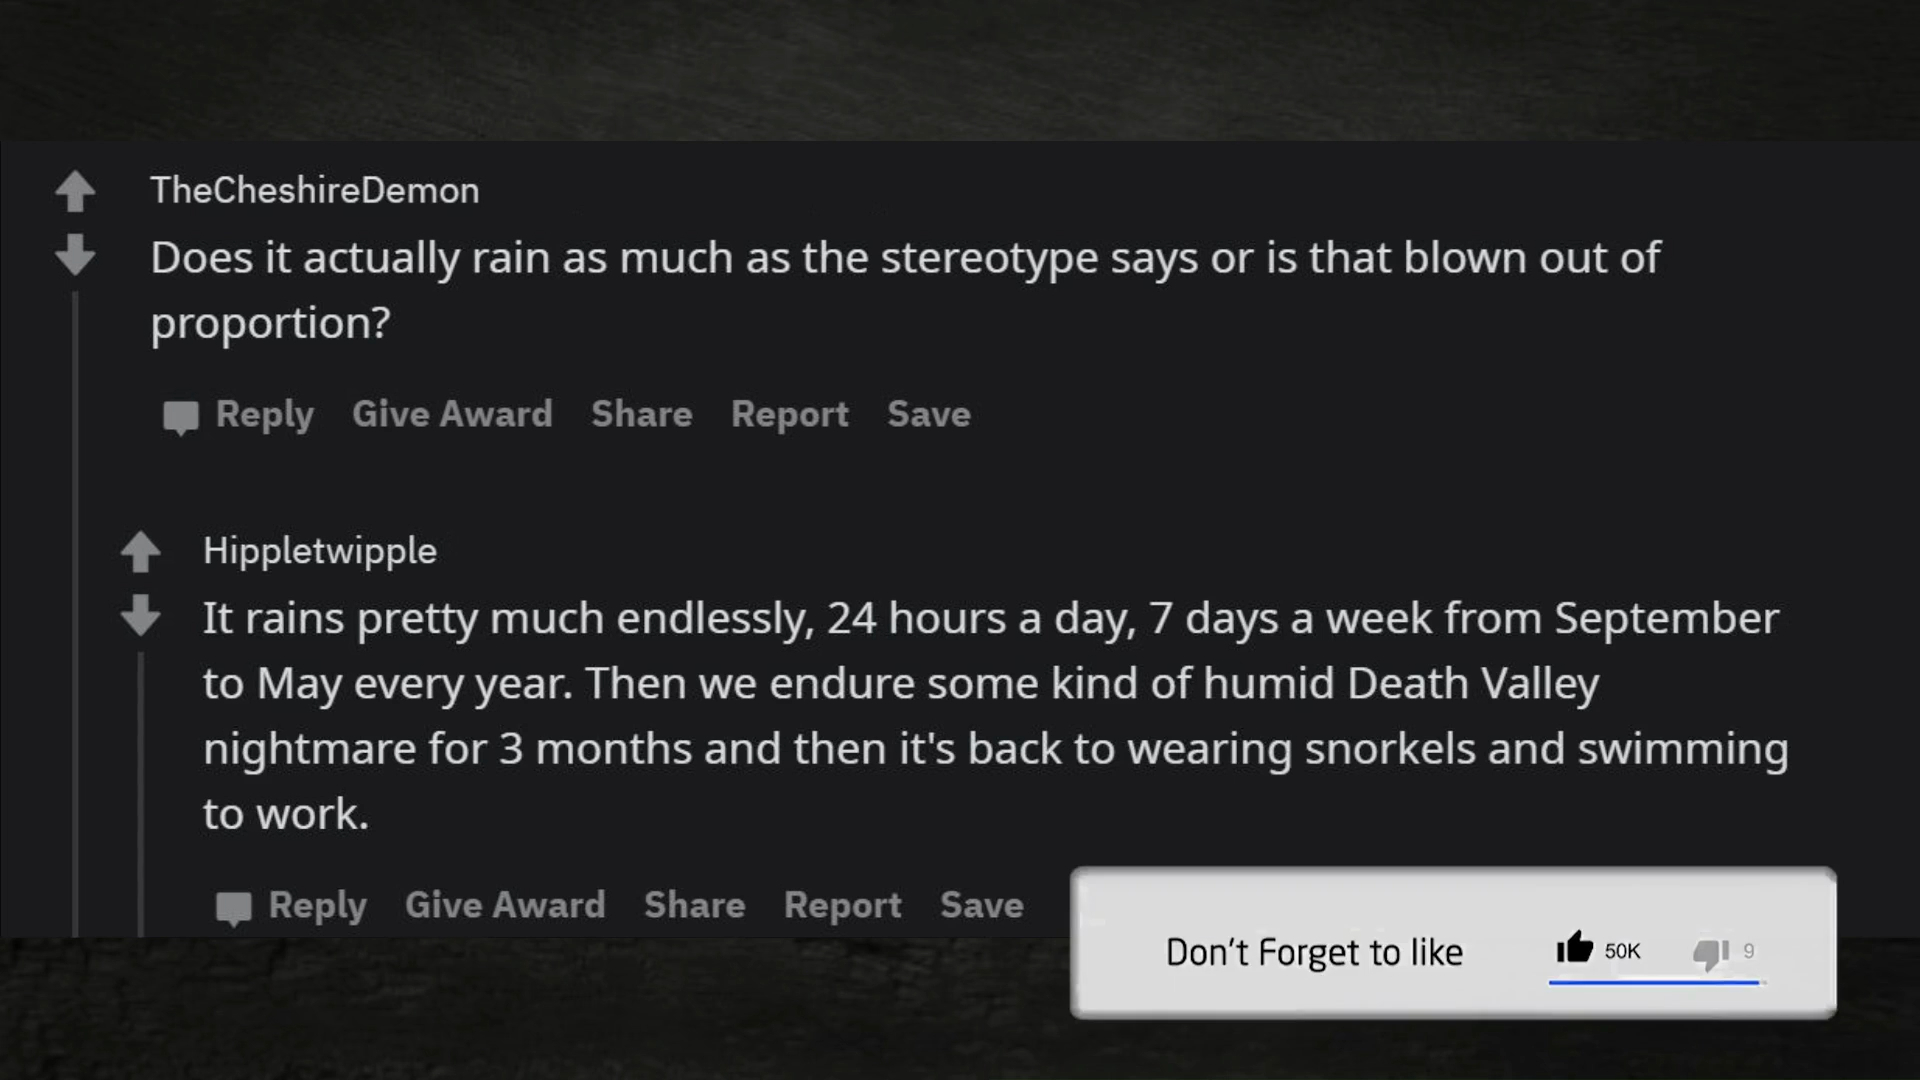 TheCheshireDemon
Does it actually rain as much as the stereotype says or is that blown out of
proportion?
Reply Give Award Share Report Save
Hippletwipple
It rains pretty much endlessly, 24 hours a day, 7 days a week from September
to May every year. Then we endure some kind of humid Death Valley
nightmare for 3 months and then it's back to wearing snorkels and swimming
to work.
Reply Give Award Share Report Save
Don't Forget to like 50K 9